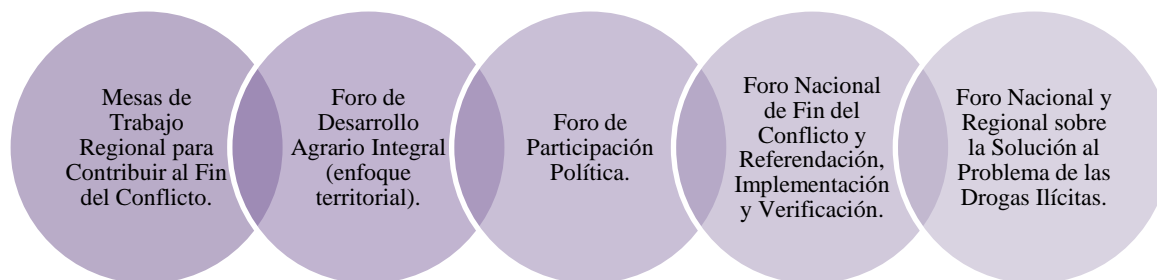 Mesas de
Trabajo
Regional para
Contribuir al Fin
del Conflicto.
Foro de
Desarrollo
Agrario Integral
(enfoque
territorial).
Foro de
Participación
Política.
Foro Nacional
de Fin del
Conflicto y
Referendación,
Implementación
y Verificación.
Foro Nacional y
Regional sobre
la Solución al
Problema de las
Drogas Ilícitas.